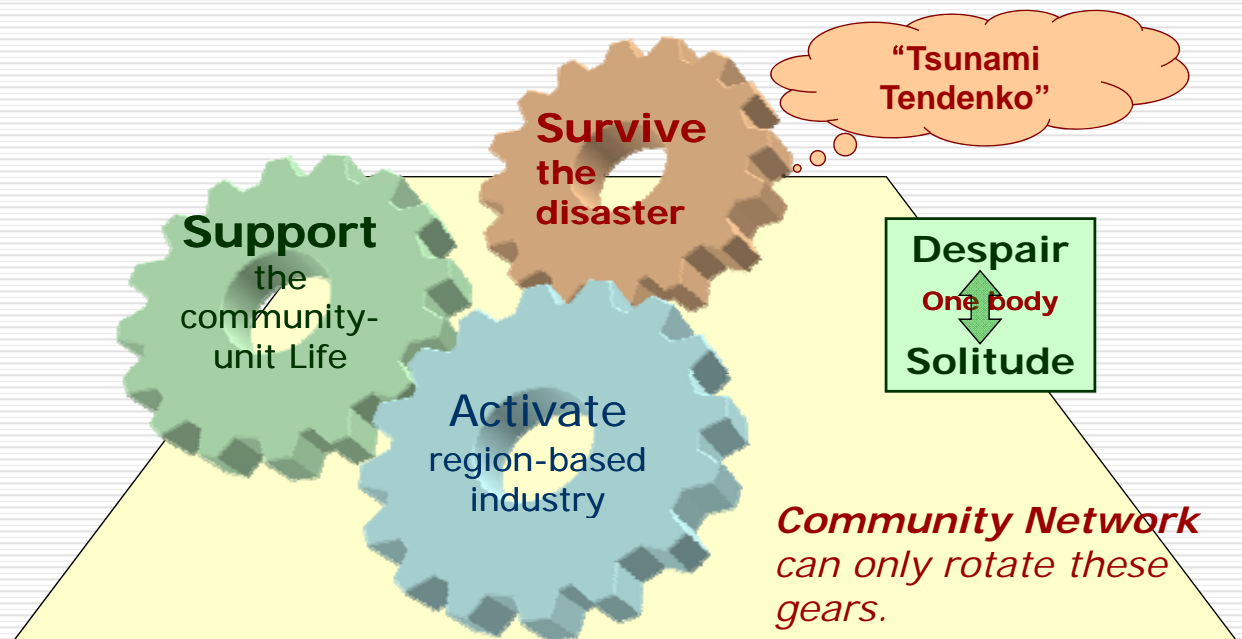 “Tsunami
Tendenko”
Survive
the
disaster
Support
the
community-
unit Life
Despair
One body
Solitude
Activate
region-based
industry
Community Network
can only rotate these
gears.